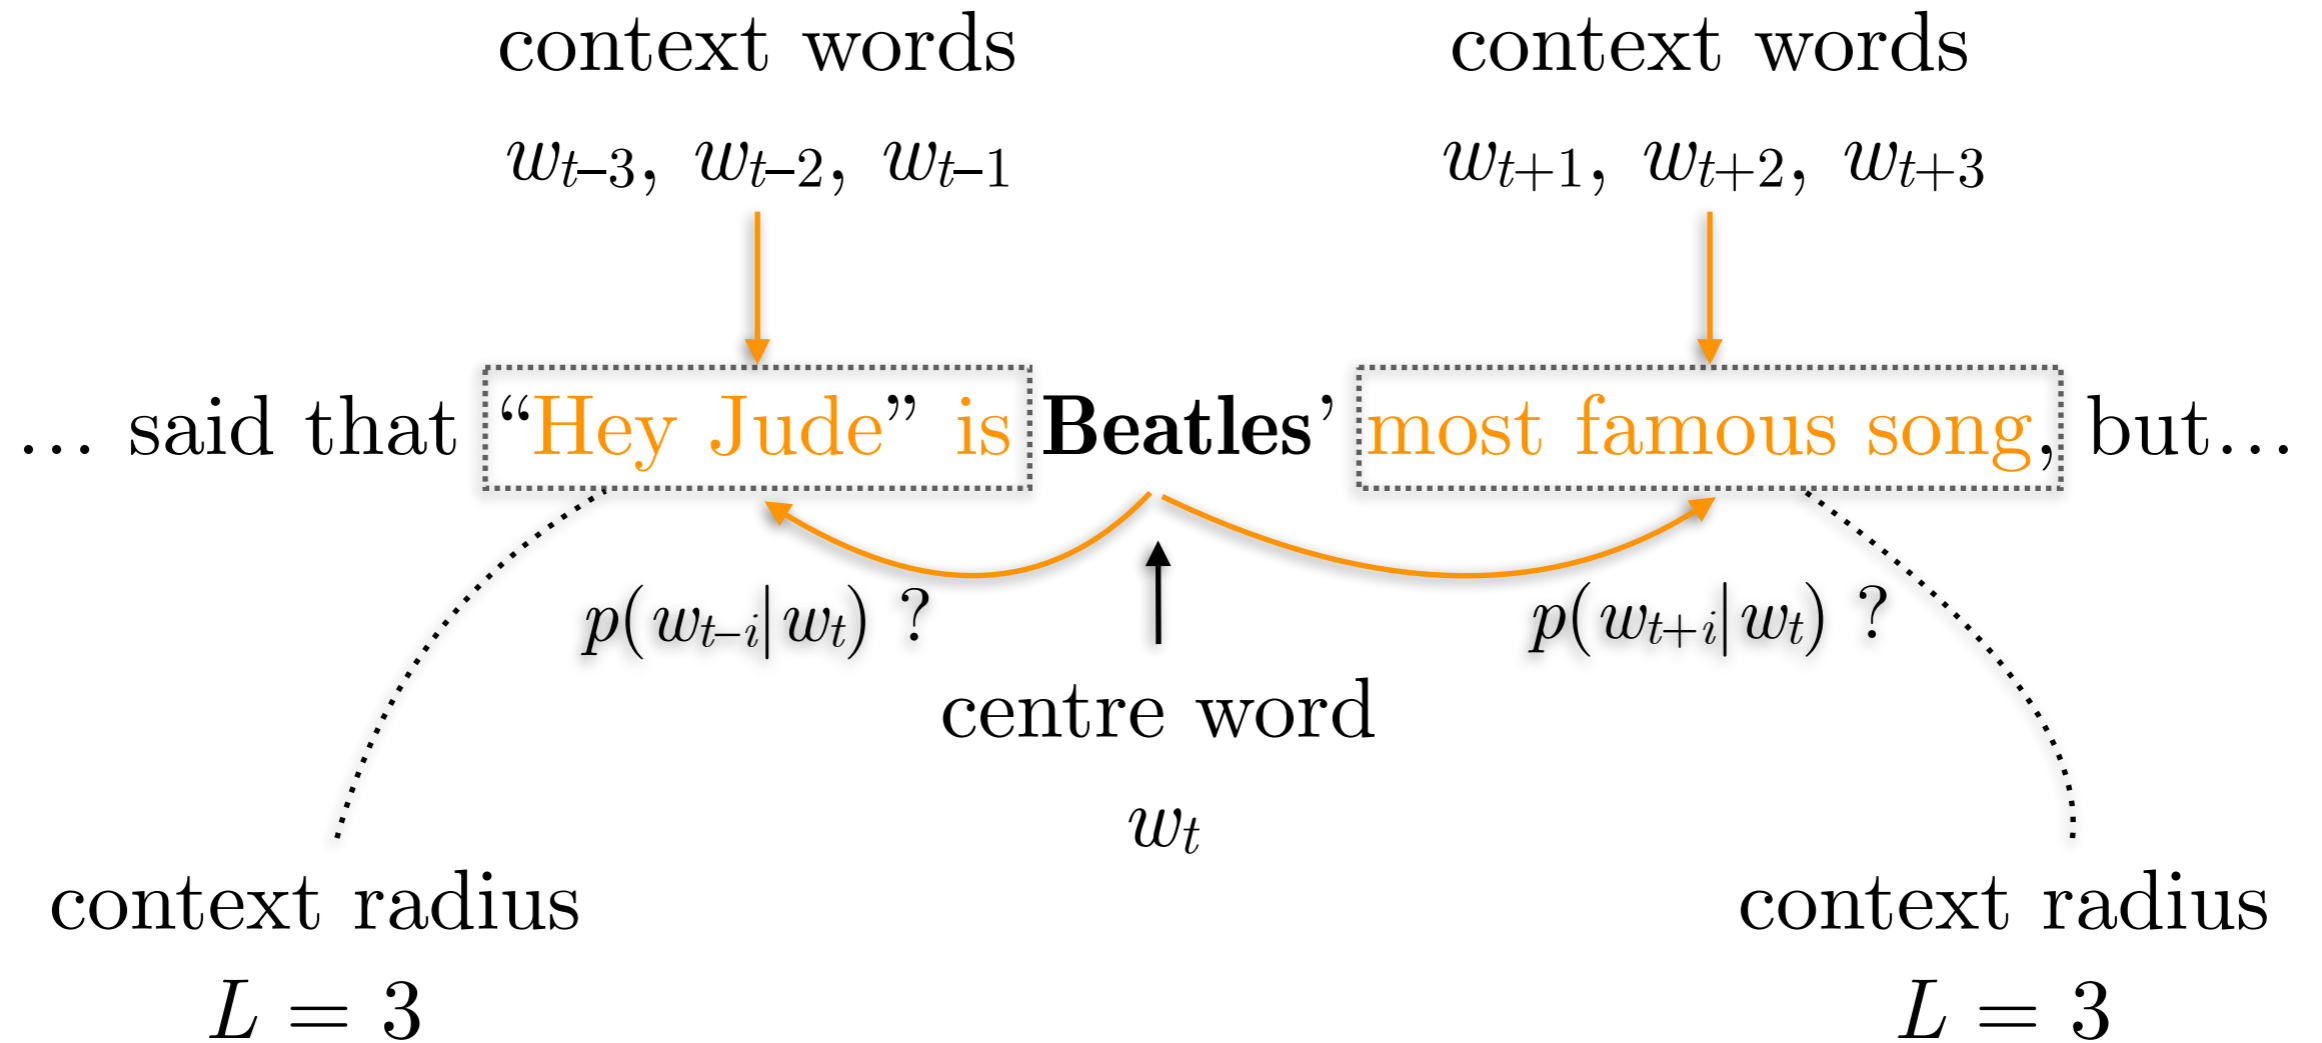 context words context words
w_{t–3}, w_{t–2}, w_{t–1} w_{t+1}, w_{t+2}, w_{t+3}
… said that “Hey Jude” is Beatles’ most famous song, but…
p(w_{t–i}|w_t) ? p(w_{t+i}|w_t) ?
centre word
w_t
context radius context radius
L = 3 L = 3